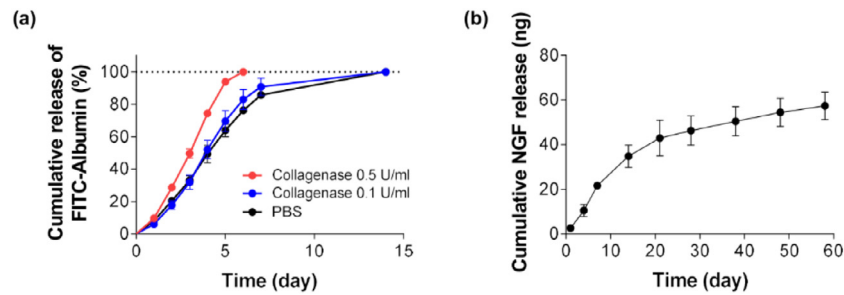 (a)
Cumulative release of
FITC-Albumin (%)
100
80
60
40
20
0
0
5
10
15
Time (day)
Collagenase 0.5 U/ml
Collagenase 0.1 U/ml
PBS
(b)
Cumulative NGF release (ng)
80
60
40
20
0
0
10
20
30
40
50
60
Time (day)